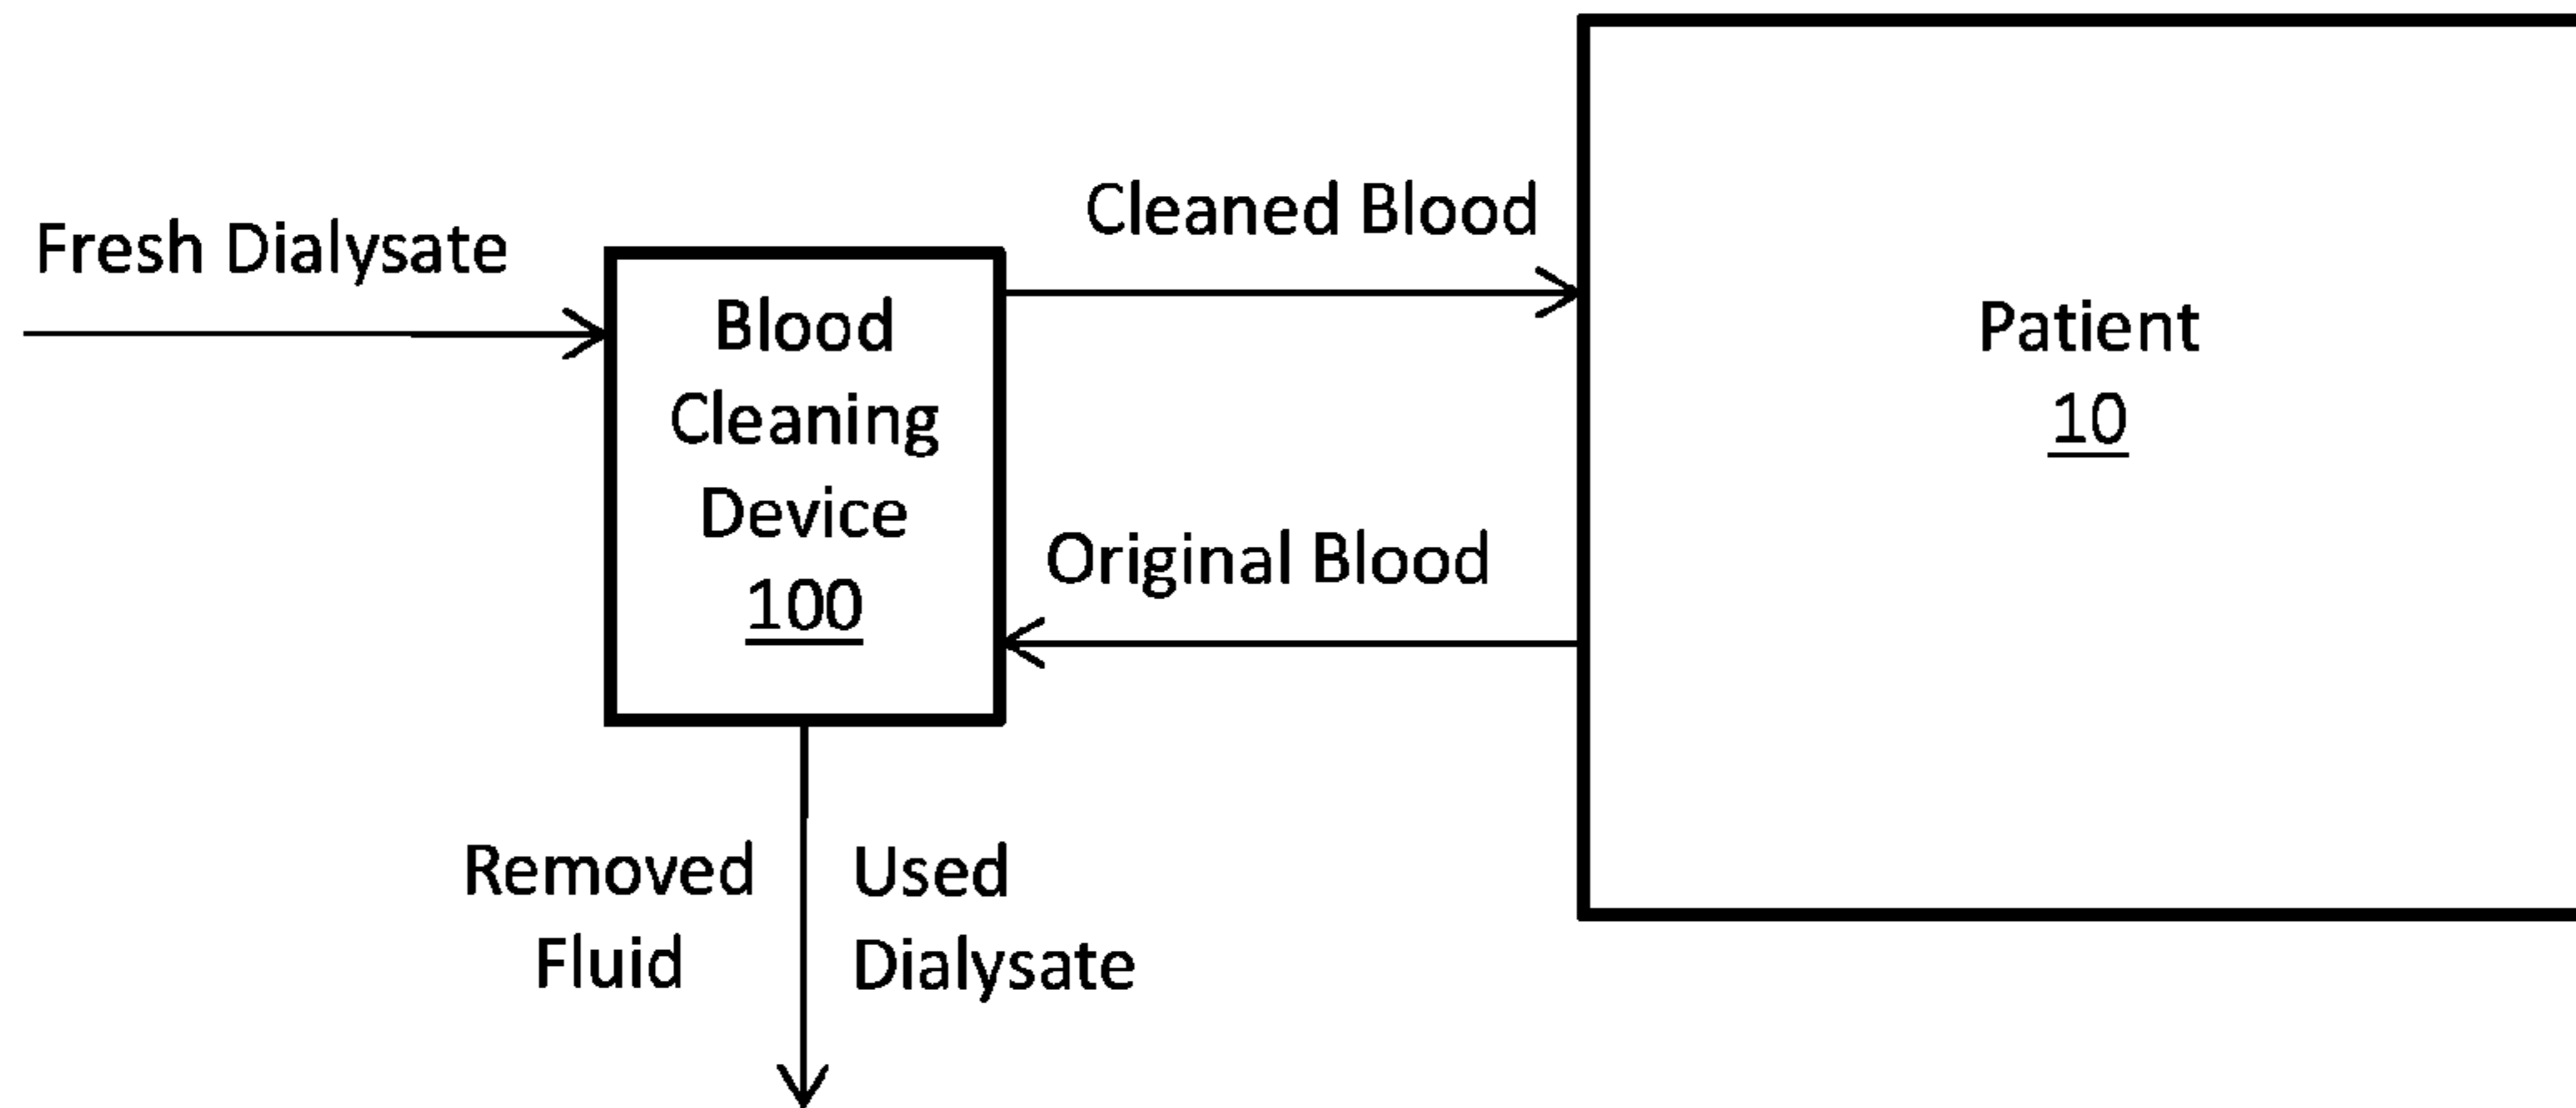 Fresh Dialysate
Blood
Cleaning
Device
100
Cleaned Blood
Original Blood
Patient
10
Removed
Fluid
Used
Dialysate